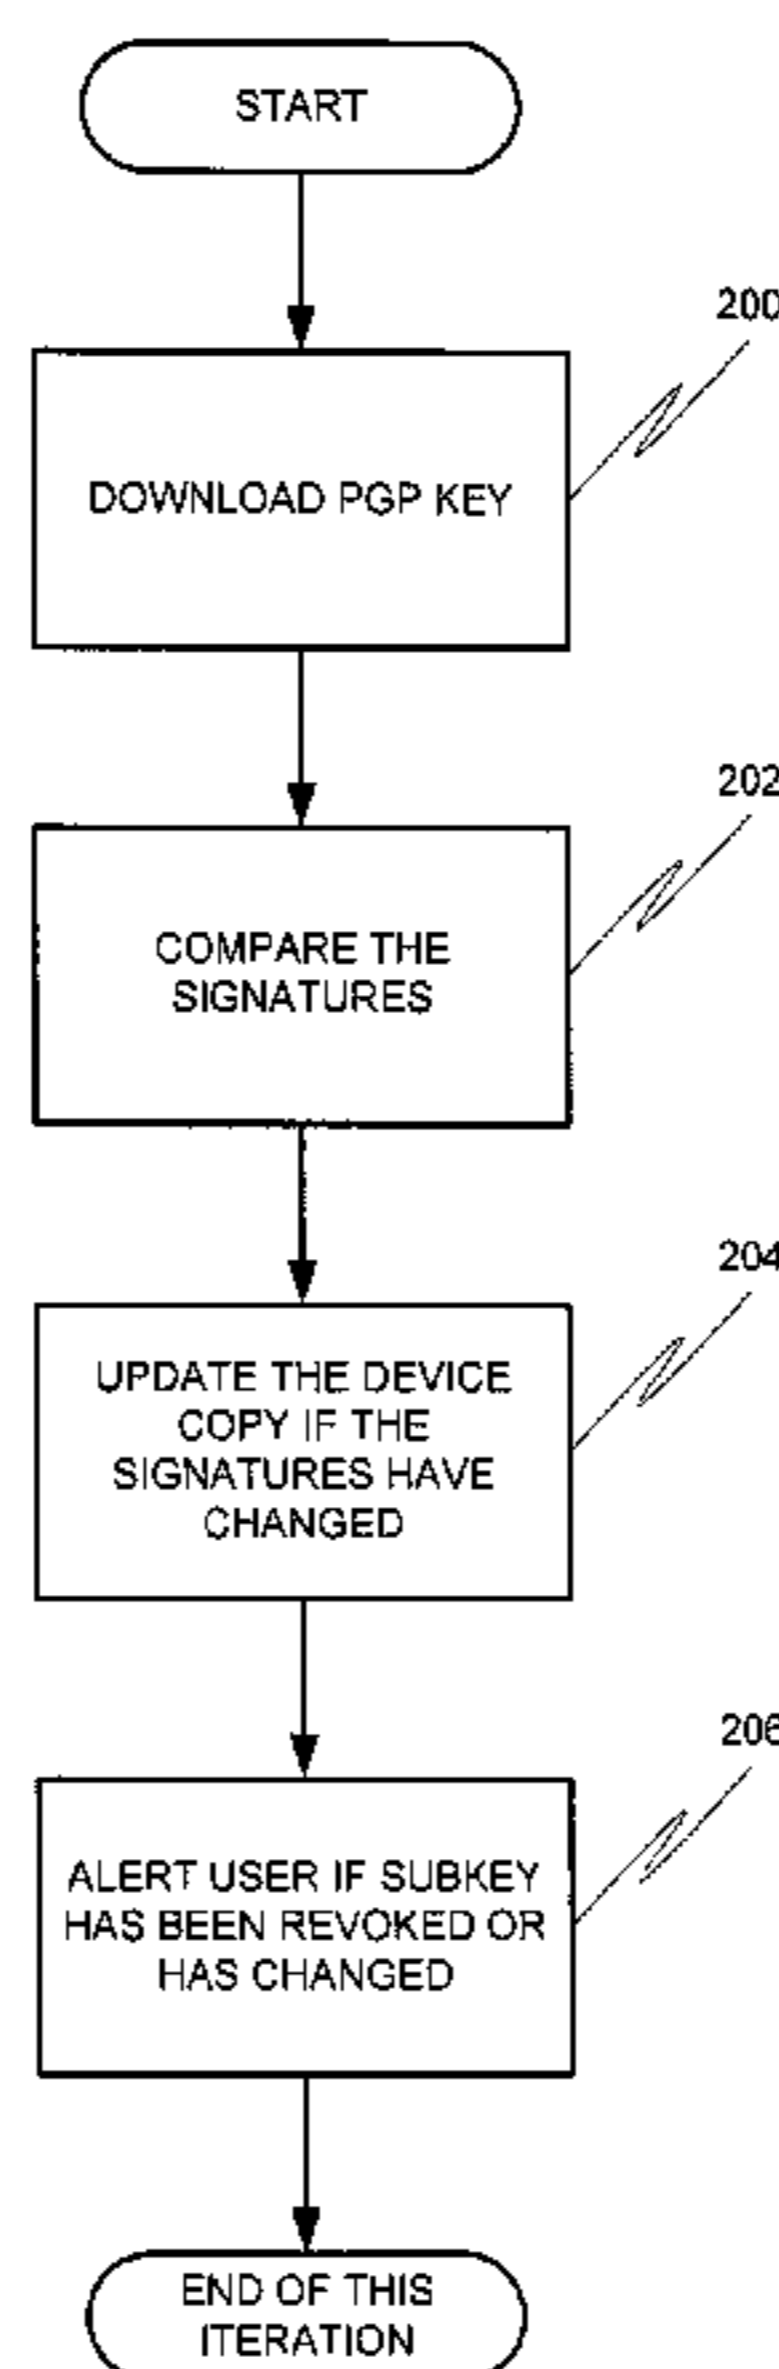 START
200
DOWNLOAD PGP KEY
202
COMPARE THE
SIGNATURES
204
UPDATE THE DEVICE
COPY IF THE
SIGNATURES HAVE
CHANGED
206
ALERT USER IF SUBKEY
HAS BEEN REVOKED OR
HAS CHANGED
END OF THIS
ITERATION